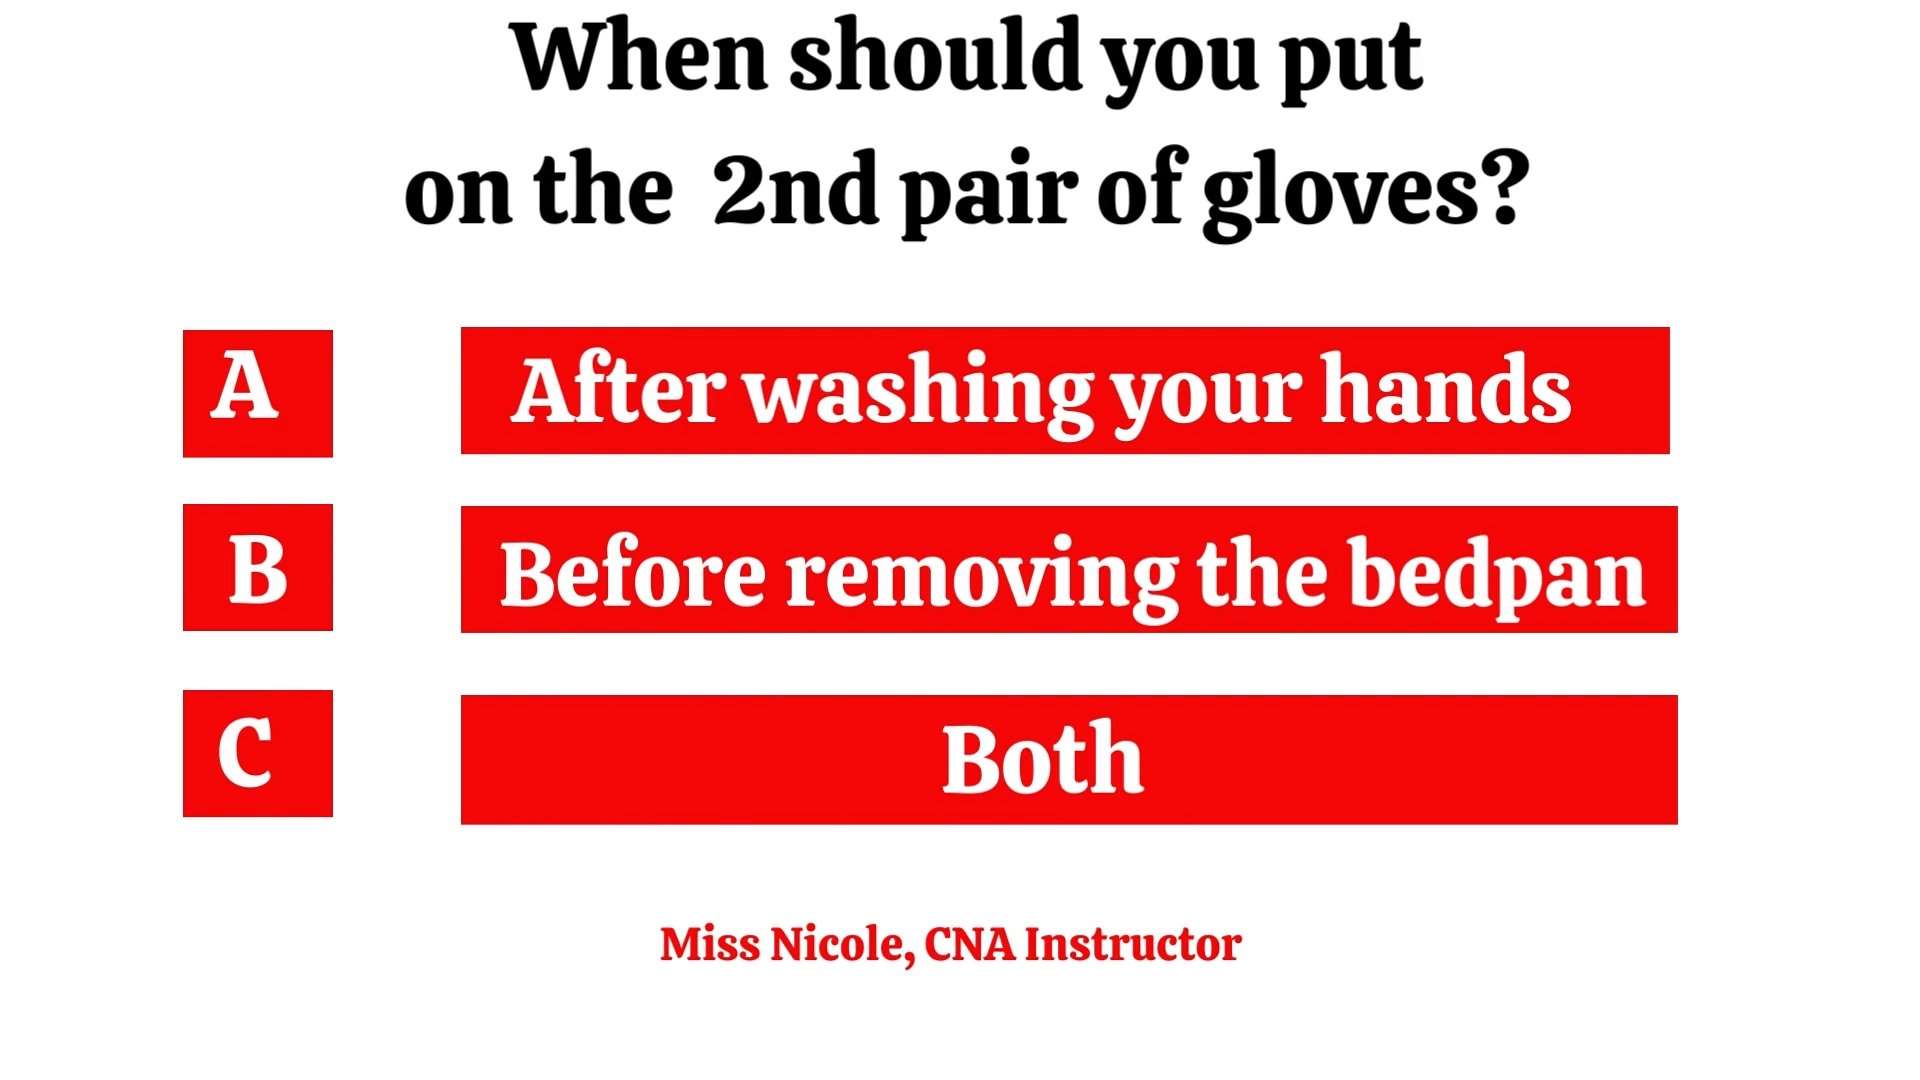 When should you put
on the 2nd pair of gloves?
A After washing your hands
B Before removing the bedpan
C Both
Miss Nicole, CNA Instructor